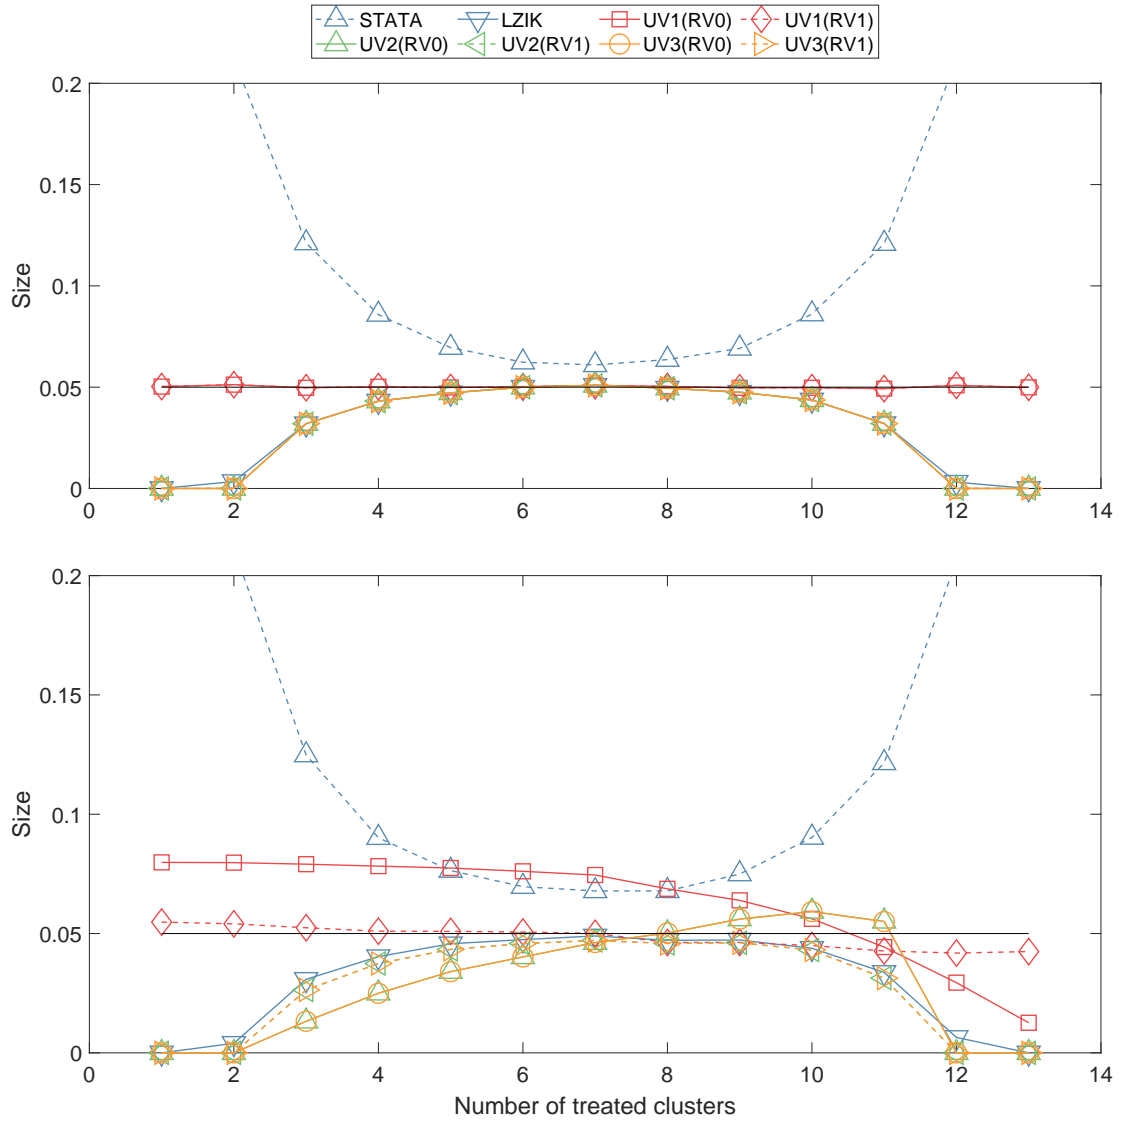 STATA LZIK UV1(RV0) UV1(RV1)
UV2(RV0) UV2(RV1) UV3(RV0) UV3(RV1)
0.2
0.15
0.1
0.05
0
Size
0 2 4 6 8 10 12 14
0.2
0.15
0.1
0.05
0
Size
0 2 4 6 8 10 12 14
Number of treated clusters